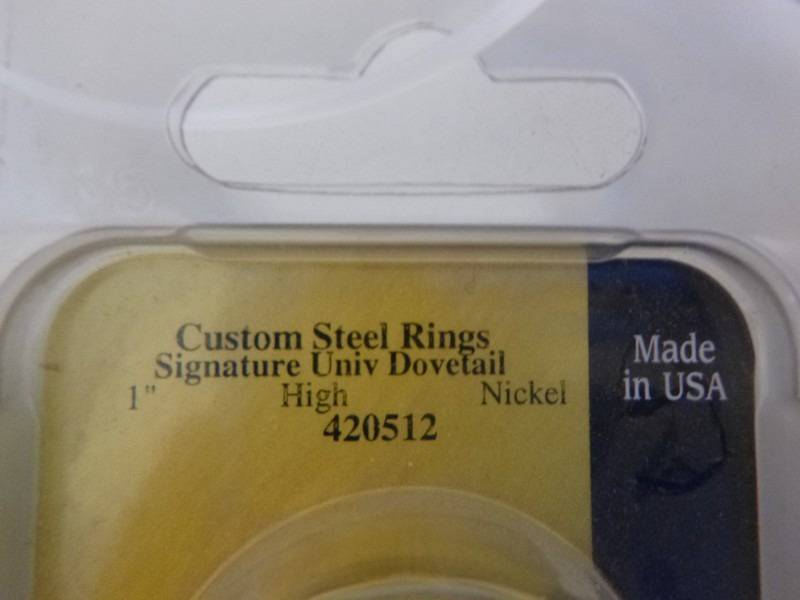 Custom Steel Rings
Signature Univ Dovetail
1" High Nickel
420512
Made
in USA